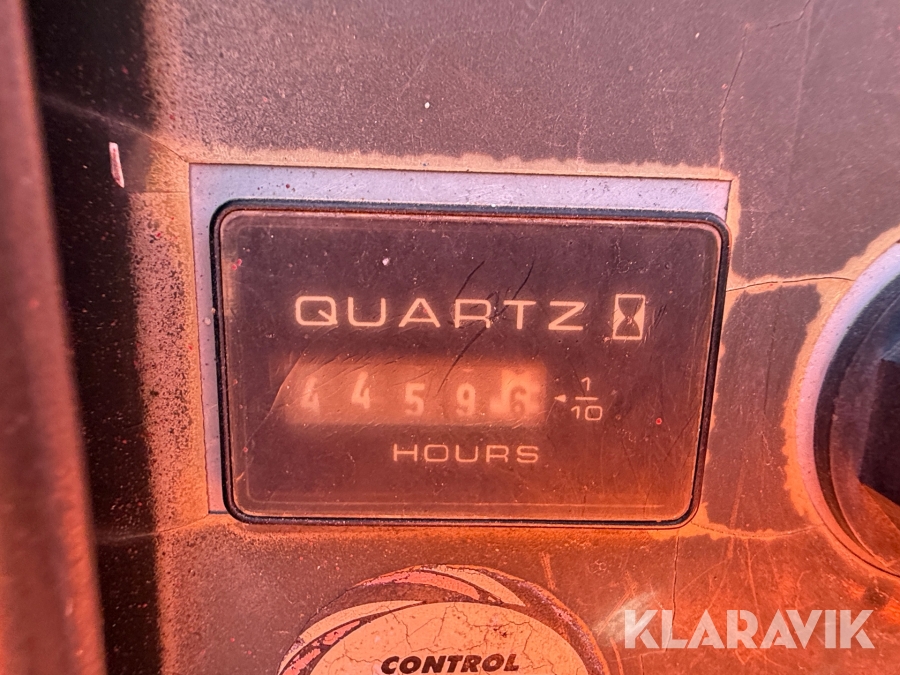 QUARTZ
44596 1/10
HOURS
CONTROL
KLARAVIK